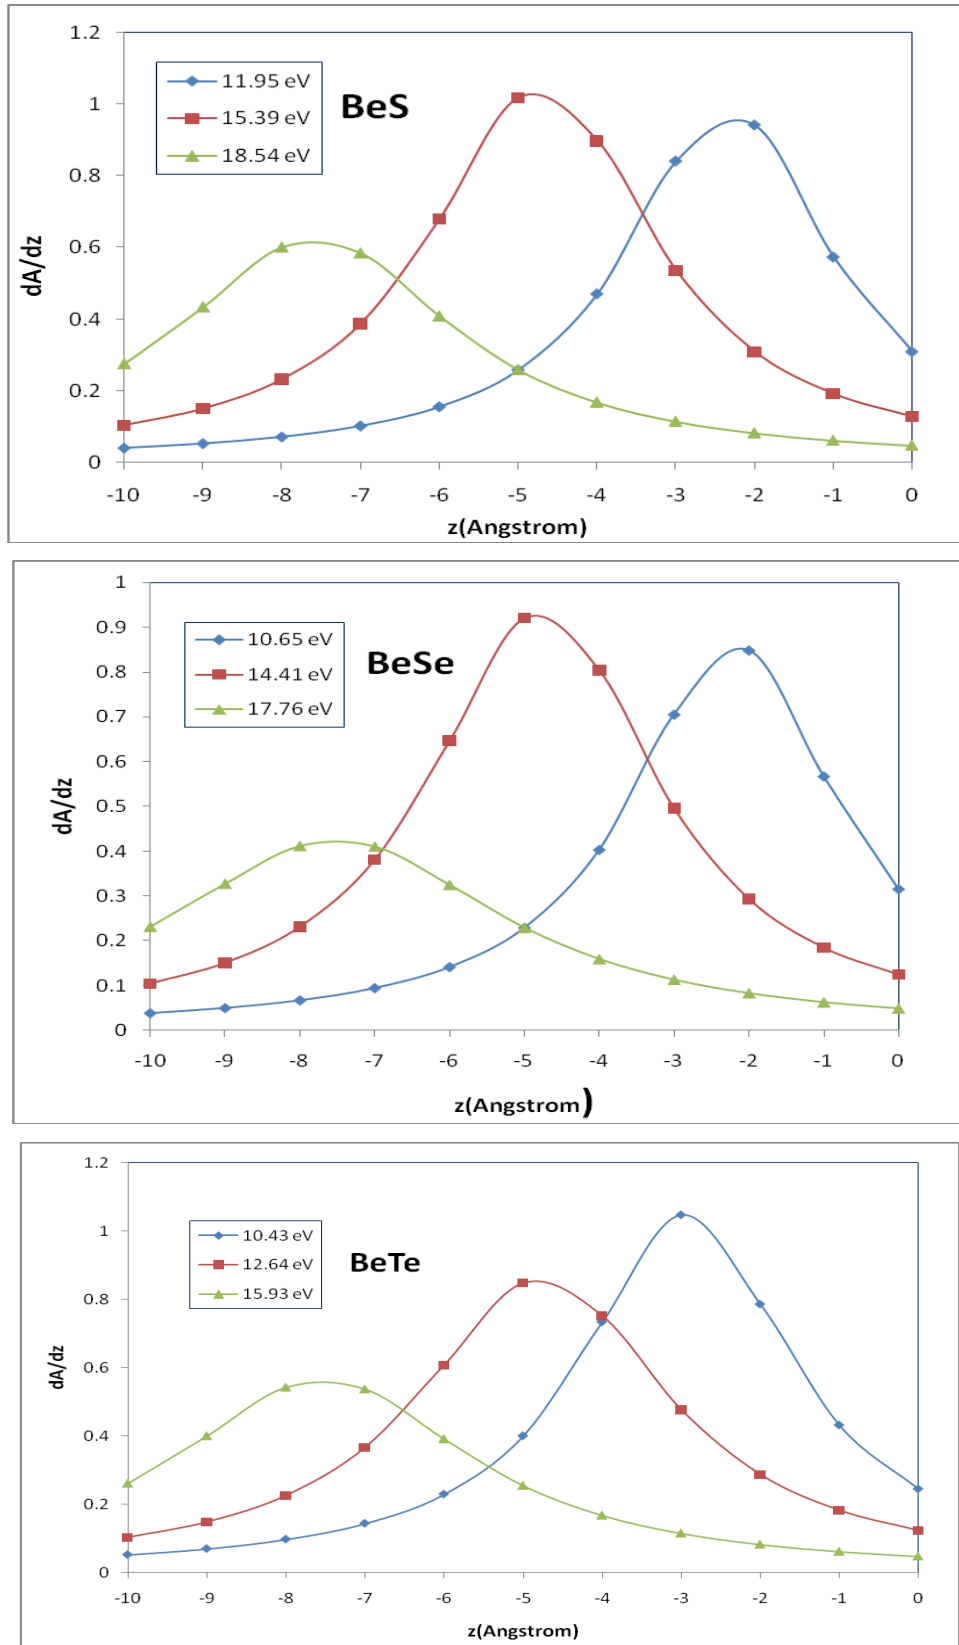 1.2
1
0.8
0.6
0.4
0.2
0
dA/dz
11.95 eV
15.39 eV
18.54 eV
BeS
-10 -9 -8 -7 -6 -5 -4 -3 -2 -1 0
z(Angstrom)
1
0.9
0.8
0.7
0.6
0.5
0.4
0.3
0.2
0.1
0
dA/dz
10.65 eV
14.41 eV
17.76 eV
BeSe
-10 -9 -8 -7 -6 -5 -4 -3 -2 -1 0
z(Angstrom)
1.2
1
0.8
0.6
0.4
0.2
0
dA/dz
10.43 eV
12.64 eV
15.93 eV
BeTe
-10 -9 -8 -7 -6 -5 -4 -3 -2 -1 0
z(Angstrom)